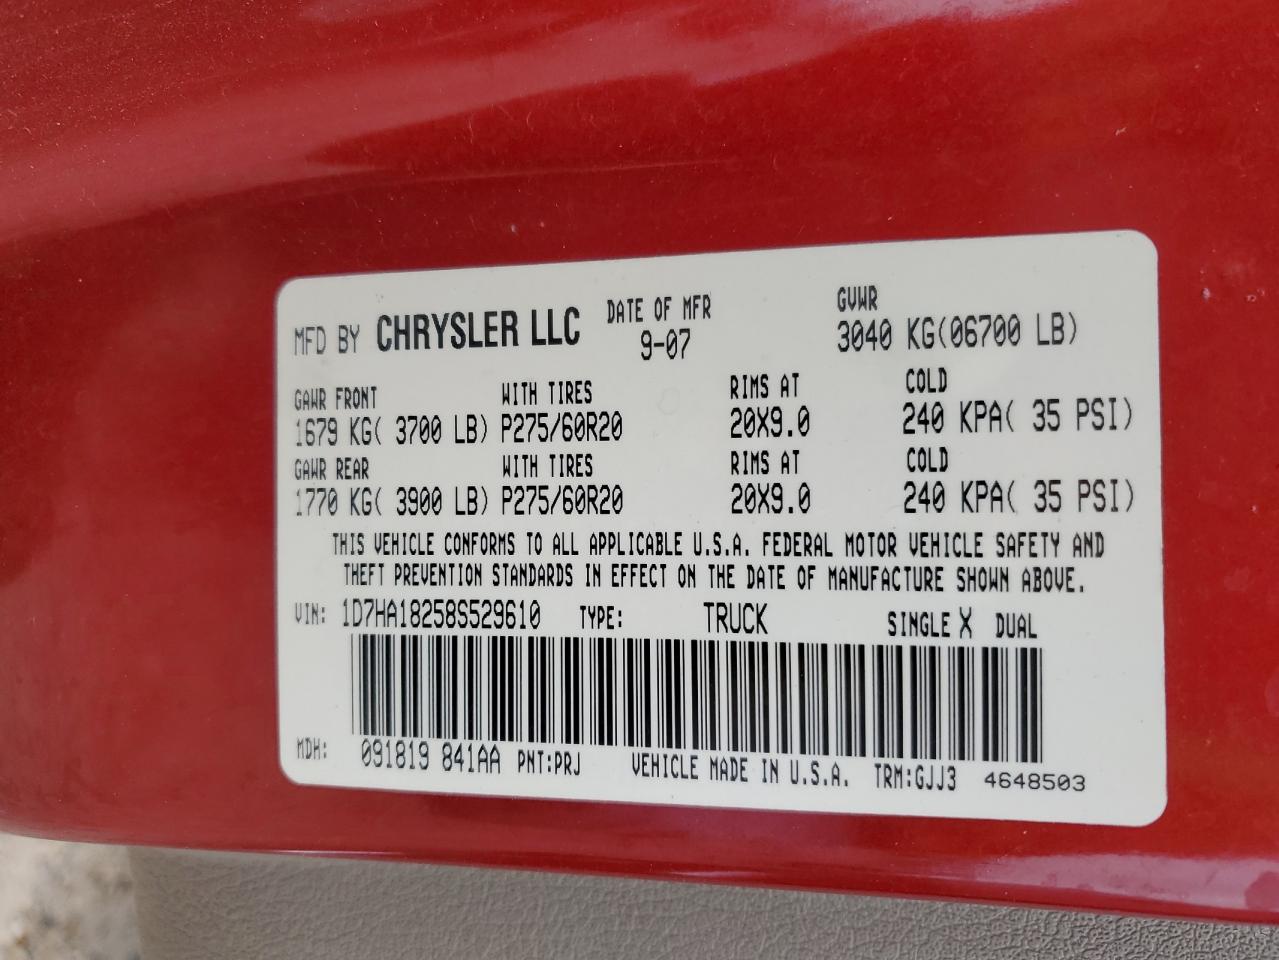 MFD BY CHRYSLER LLC DATE OF MFR 9-07 GVWR 3040 KG(06700 LB)
GAWR FRONT WITH TIRES RIMS AT COLD
1679 KG( 3700 LB) P275/60R20 20X9.0 240 KPA( 35 PSI)
GAWR REAR WITH TIRES RIMS AT COLD
1770 KG( 3900 LB) P275/60R20 20X9.0 240 KPA( 35 PSI)
THIS VEHICLE CONFORMS TO ALL APPLICABLE U.S.A. FEDERAL MOTOR VEHICLE SAFETY AND
THEFT PREVENTION STANDARDS IN EFFECT ON THE DATE OF MANUFACTURE SHOWN ABOVE.
VIN: 1D7HA18258S529610 TYPE: TRUCK SINGLE X DUAL
MDH: 091819 841AA PNT:PRJ VEHICLE MADE IN U.S.A. TRM:GJJ3 4648503